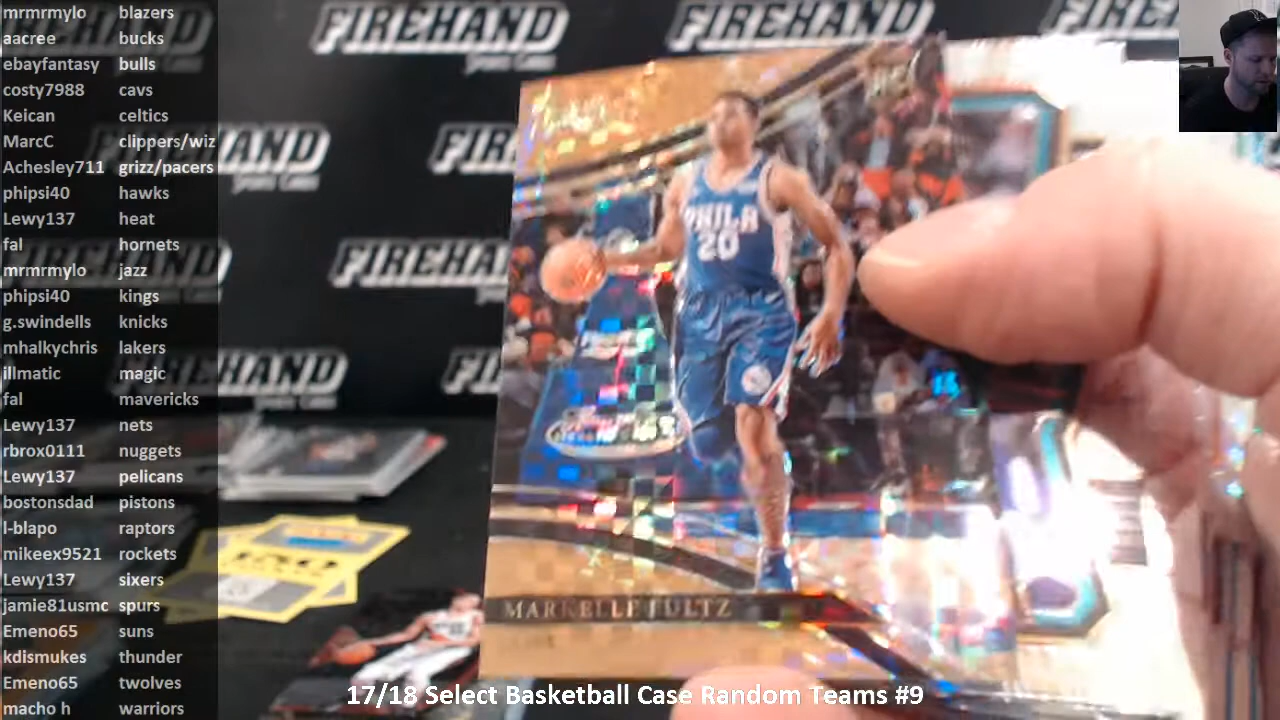 mrmrmylo blazers
aacree bucks
ebayfantasy bulls
costy7988 cavs
Keican celtics
MarcC clippers/wiz
Achesley711 grizz/pacers
phipsi40 hawks
Lewy137 heat
fal hornets
mrmrmylo jazz
phipsi40 kings
g.swindells knicks
mhalkychris lakers
illmatic magic
fal mavericks
Lewy137 nets
rbrox0111 nuggets
Lewy137 pelicans
bostonsdad pistons
l-blapo raptors
mikeex9521 rockets
Lewy137 sixers
jamie81usmc spurs
Emeno65 suns
kdismukes thunder
Emeno65 twolves
macho h warriors
FIREHAND
FIREHAND
PHILA
20
MARKELLE FULTZ
17/18 Select Basketball Case Random Teams #9